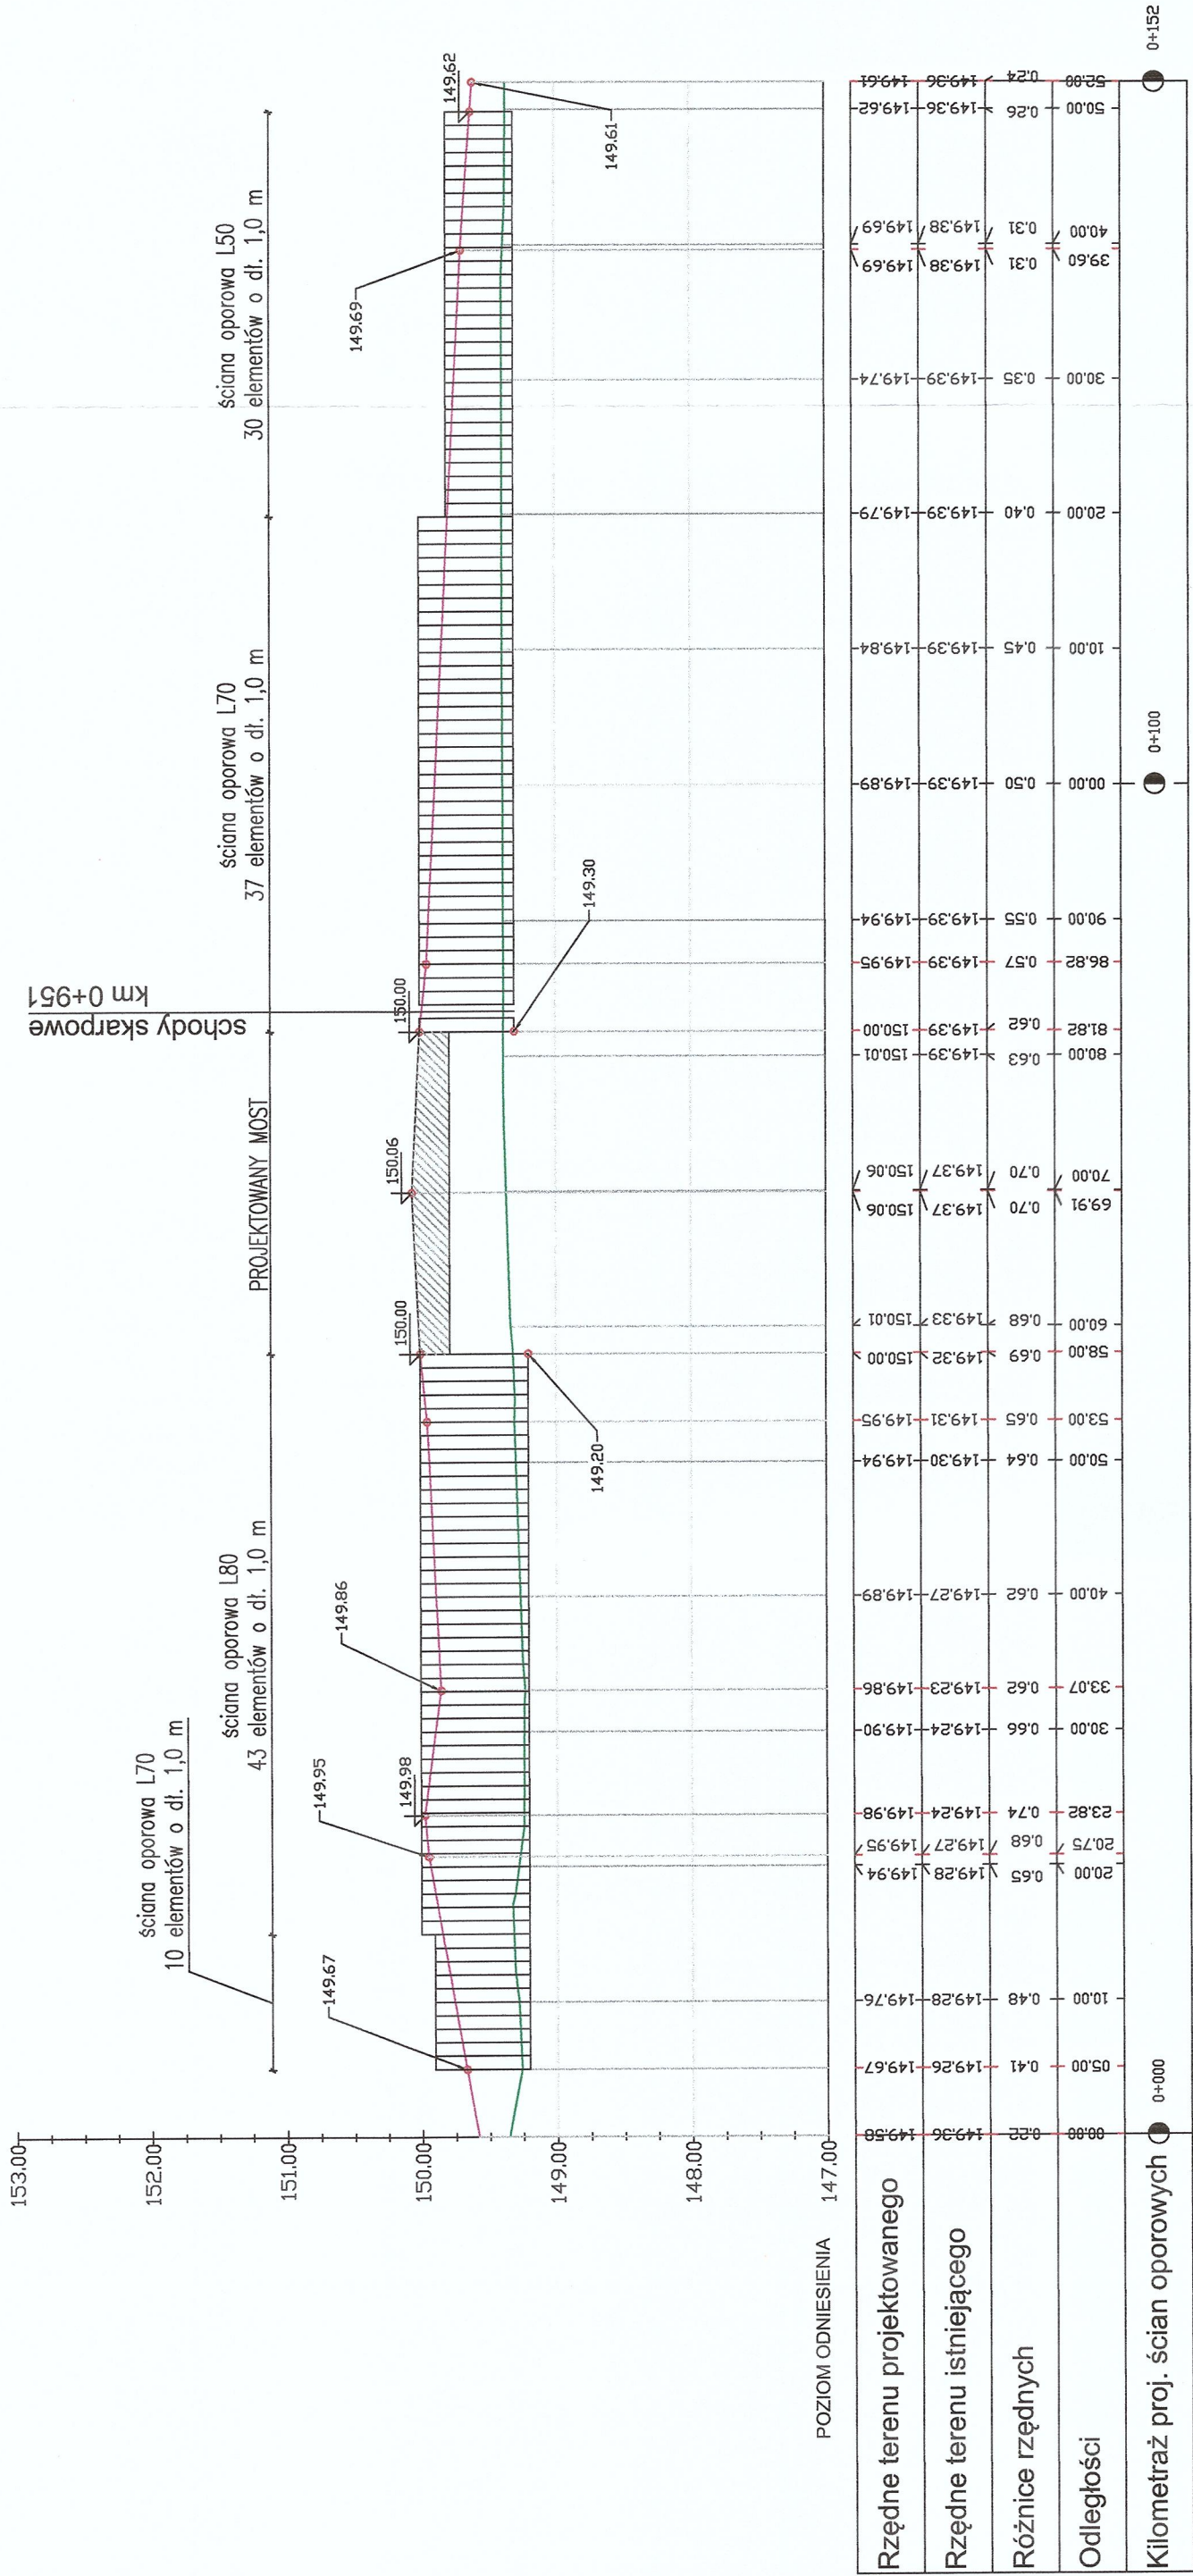 153.00
152.00
151.00
150.00
149.00
148.00
147.00
POZIOM ODNIESIENIA
ściana oporowa L70
10 elementów o dł. 1,0 m
ściana oporowa L80
43 elementów o dł. 1,0 m
PROJEKTOWANY MOST
schody skarpowe
km 0+951
ściana oporowa L70
37 elementów o dł. 1,0 m
ściana oporowa L50
30 elementów o dł. 1,0 m
149.67
149.95
149.98
149.86
149.20
150.00
150.06
150.00
149.30
149.69
149.61
149.62
Rzędne terenu projektowanego
149.58 149.67 149.76 149.94 149.95 149.98 149.90 149.86 149.89 149.94 149.95 150.00 150.01 150.06 150.06 150.01 150.00 149.95 149.94 149.89 149.84 149.79 149.74 149.69 149.69 149.62 149.61
Rzędne terenu istniejącego
149.36 149.26 149.28 149.28 149.27 149.24 149.24 149.23 149.27 149.30 149.31 149.32 149.33 149.37 149.37 149.39 149.39 149.39 149.39 149.39 149.39 149.39 149.39 149.38 149.38 149.36 149.36
Różnice rzędnych
0.22 0.41 0.48 0.65 0.68 0.74 0.66 0.62 0.62 0.64 0.65 0.69 0.68 0.70 0.70 0.63 0.62 0.57 0.55 0.50 0.45 0.40 0.35 0.31 0.31 0.26 0.24
Odległości
00.00 05.00 10.00 20.00 20.75 23.82 30.00 33.07 40.00 50.00 53.00 58.00 60.00 69.91 70.00 80.00 81.82 86.82 90.00 00.00 10.00 20.00 30.00 39.60 40.00 50.00 52.00
Kilometraż proj. ścian oporowych
0+000 0+100 0+152